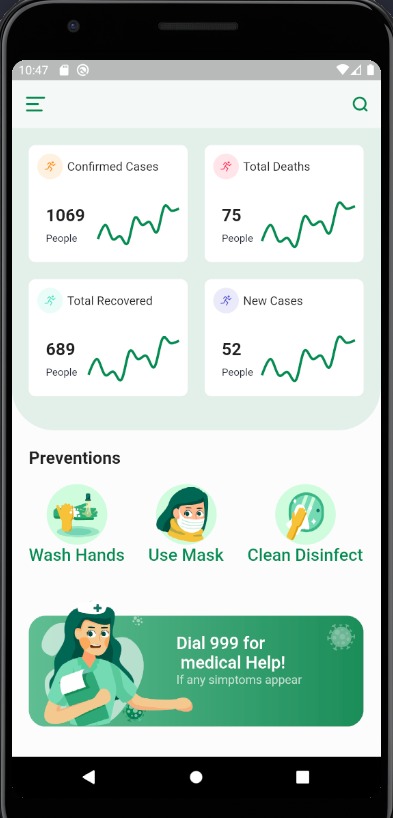 10:47
Confirmed Cases
1069
People
Total Deaths
75
People
Total Recovered
689
People
New Cases
52
People
Preventions
Wash Hands
Use Mask
Clean Disinfect
Dial 999 for
medical Help!
If any simptoms appear